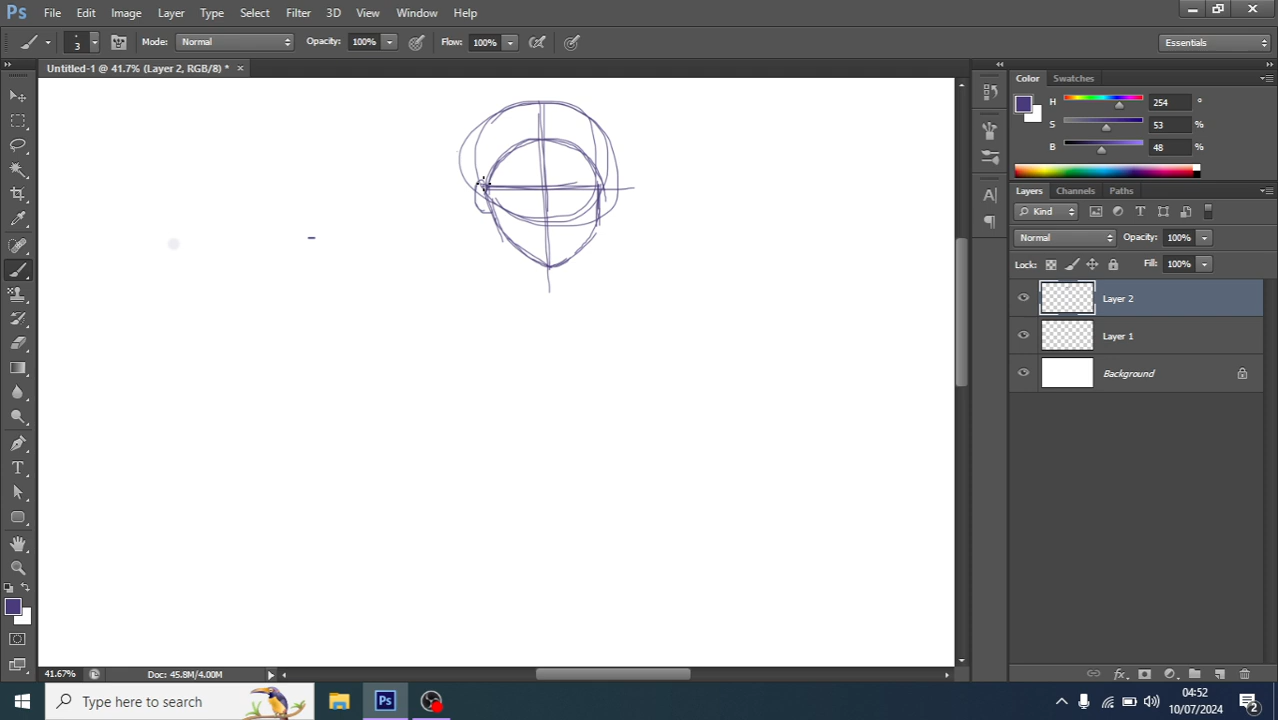 Ps File Edit Image Layer Type Select Filter 3D View Window Help
3 Mode: Normal Opacity: 100% Flow: 100% Essentials
Untitled-1 @ 41.7% (Layer 2, RGB/8) * ×
Color Swatches
H 254 °
S 53 %
B 48 %
Layers Channels Paths
Kind
Normal Opacity: 100%
Lock: Fill: 100%
Layer 2
Layer 1
Background
41.67% Doc: 45.8M/4.00M
Type here to search Ps
04:52
10/07/2024
2